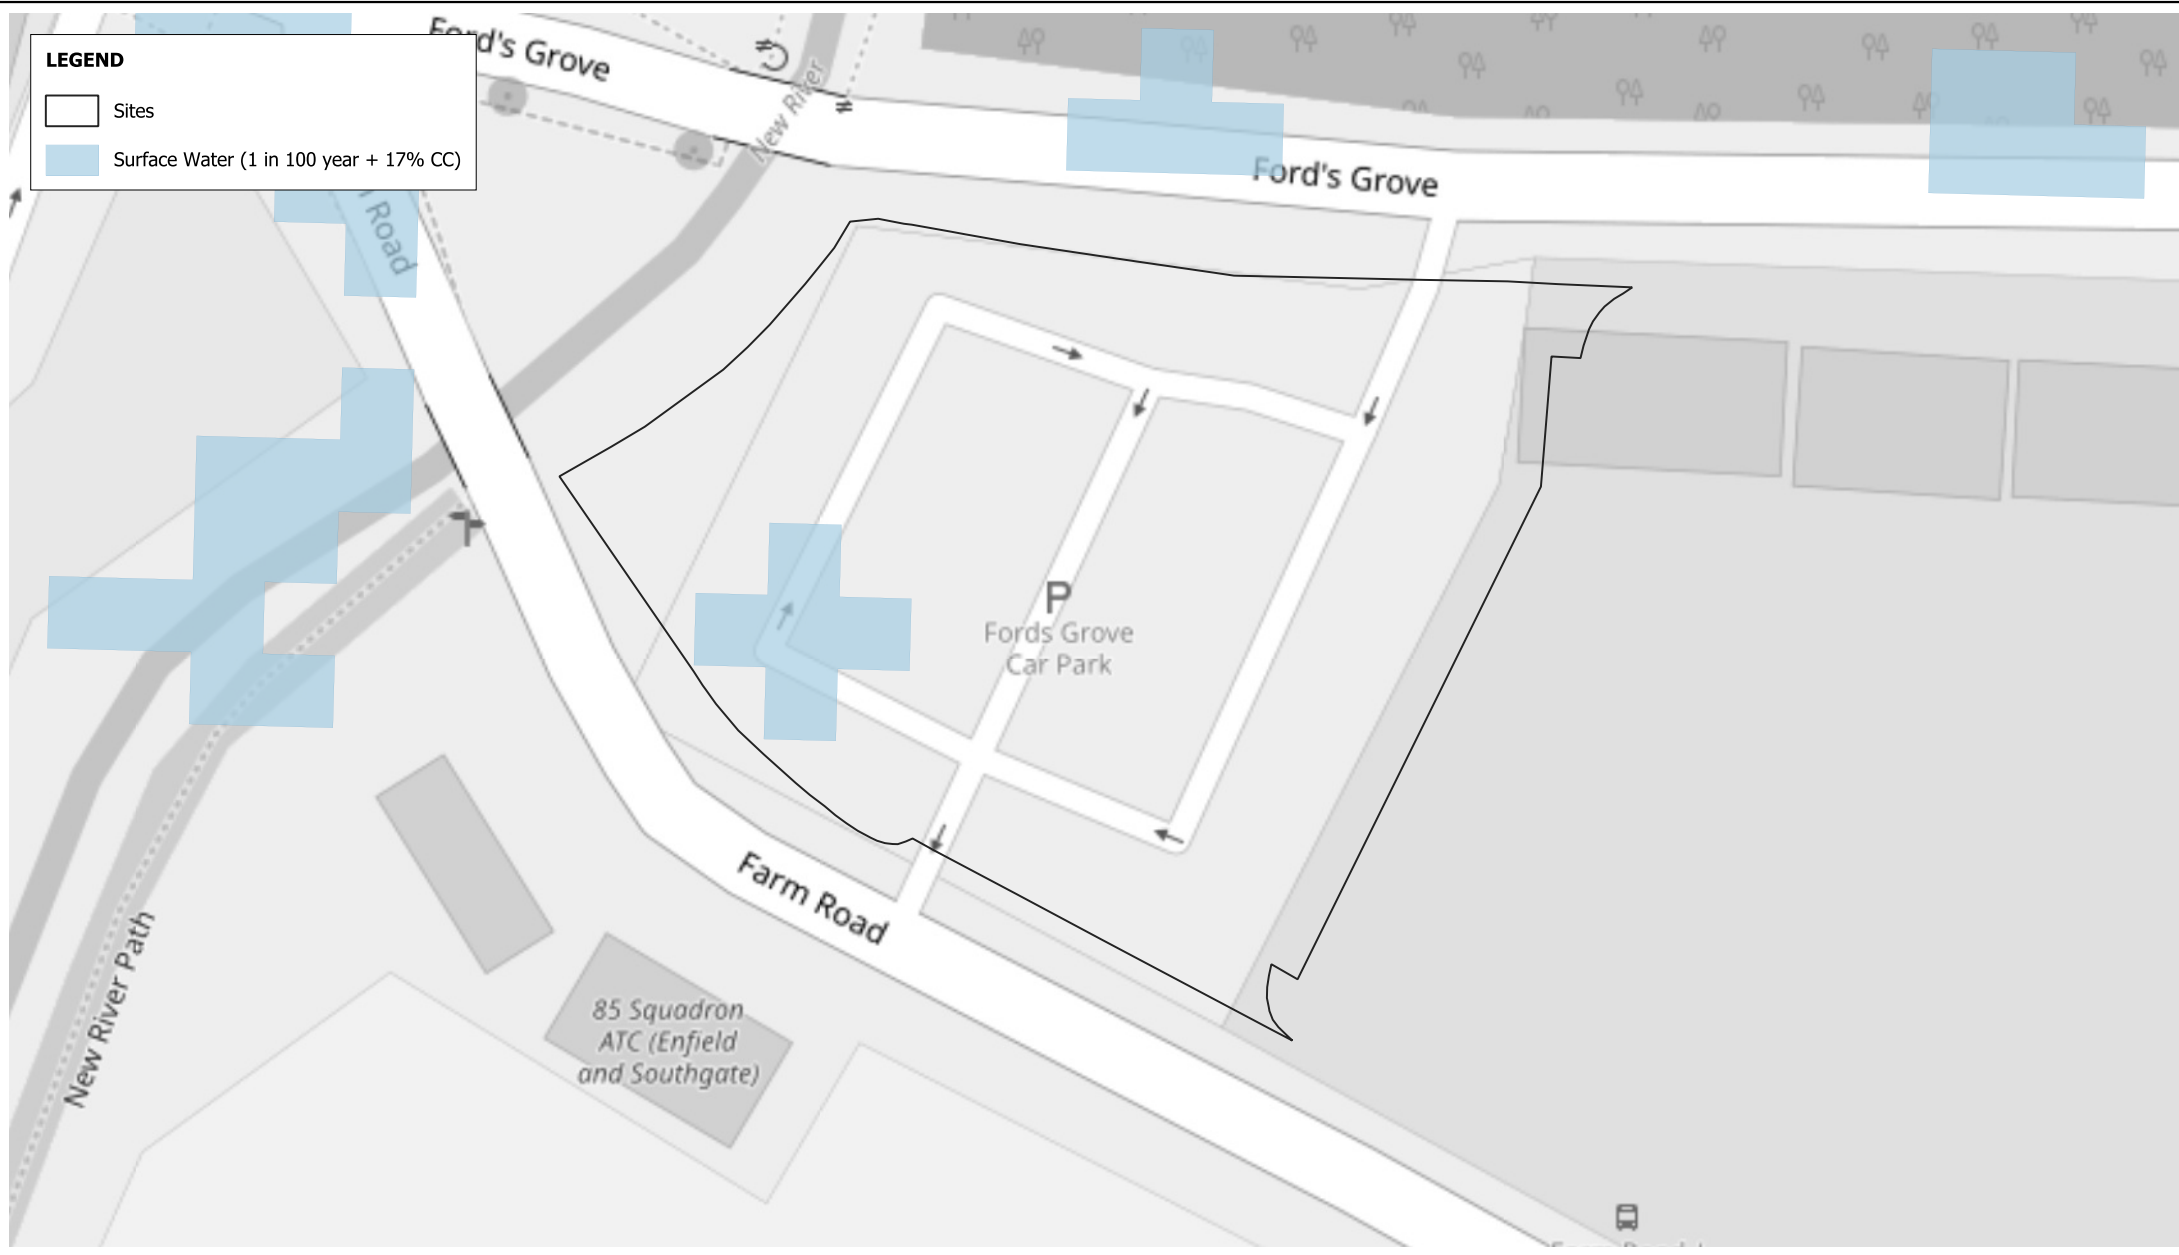 Ford's Grove
LEGEND
Sites
Surface Water (1 in 100 year + 17% CC)
New River
Ford's Grove
Road
P
Fords Grove
Car Park
Farm Road
New River Path
85 Squadron
ATC (Enfield
and Southgate)